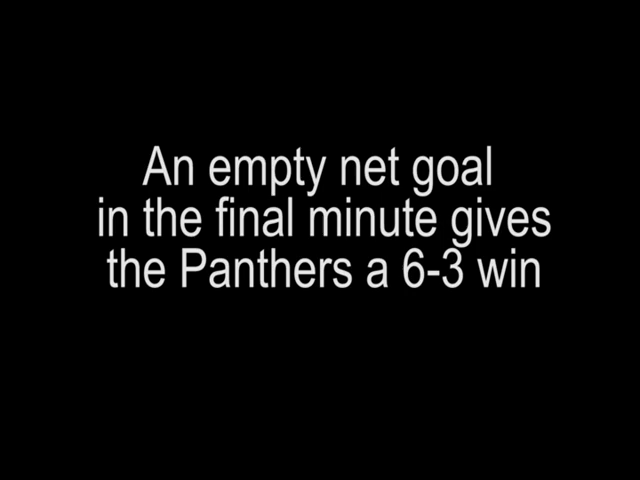 An empty net goal
in the final minute gives
the Panthers a 6-3 win